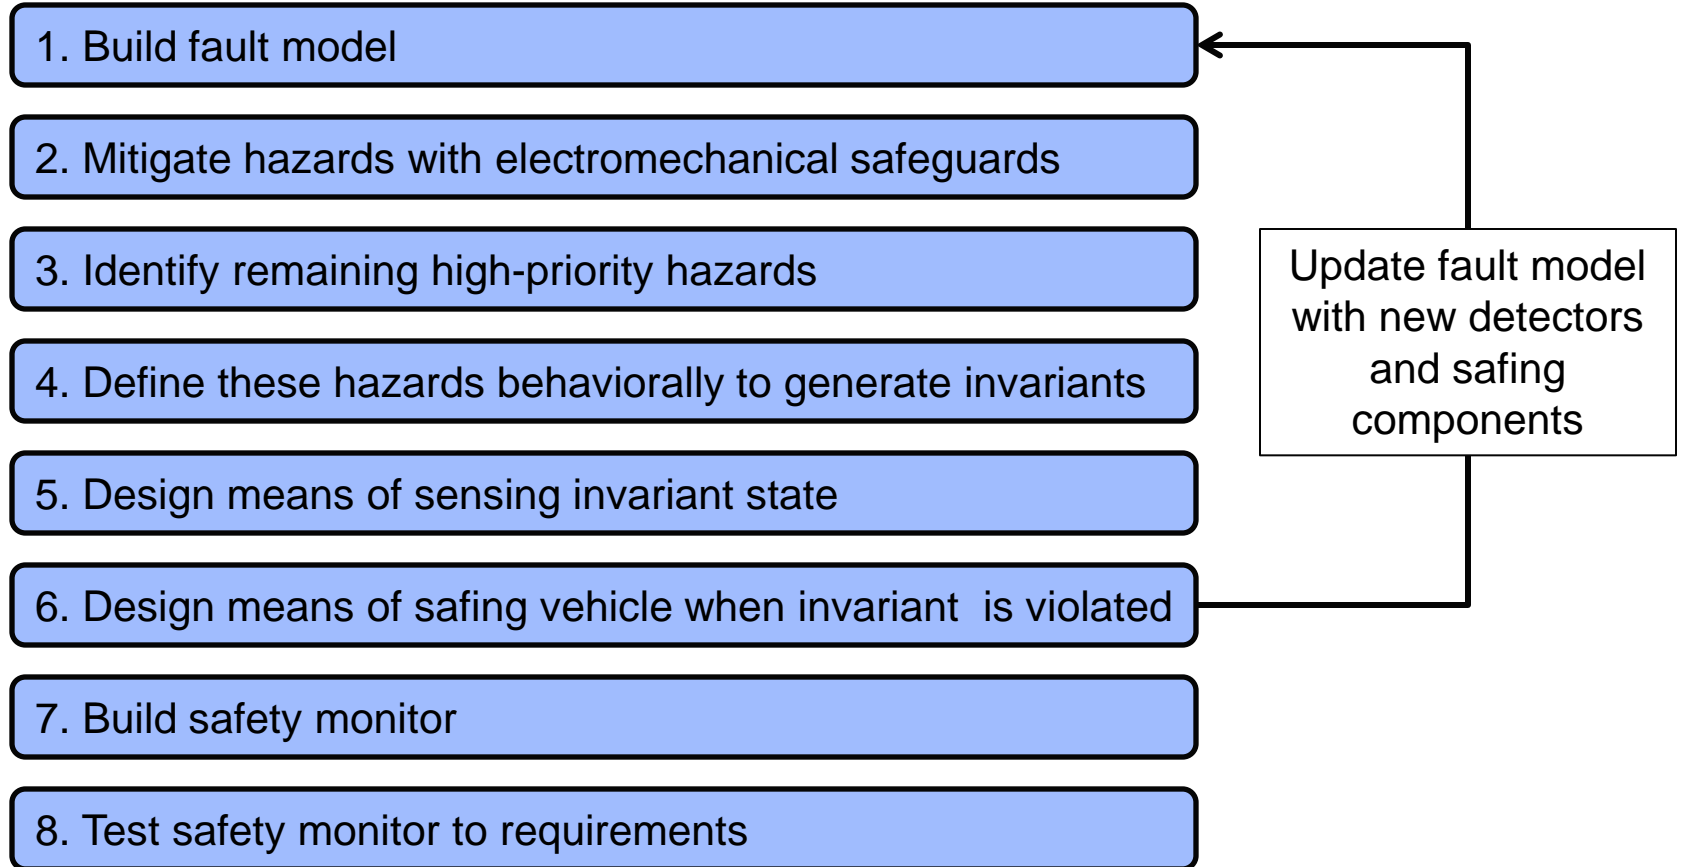 1. Build fault model
2. Mitigate hazards with electromechanical safeguards
3. Identify remaining high-priority hazards
4. Define these hazards behaviorally to generate invariants
5. Design means of sensing invariant state
6. Design means of safing vehicle when invariant  is violated
7. Build safety monitor
8. Test safety monitor to requirements
Update fault model
with new detectors
and safing
components